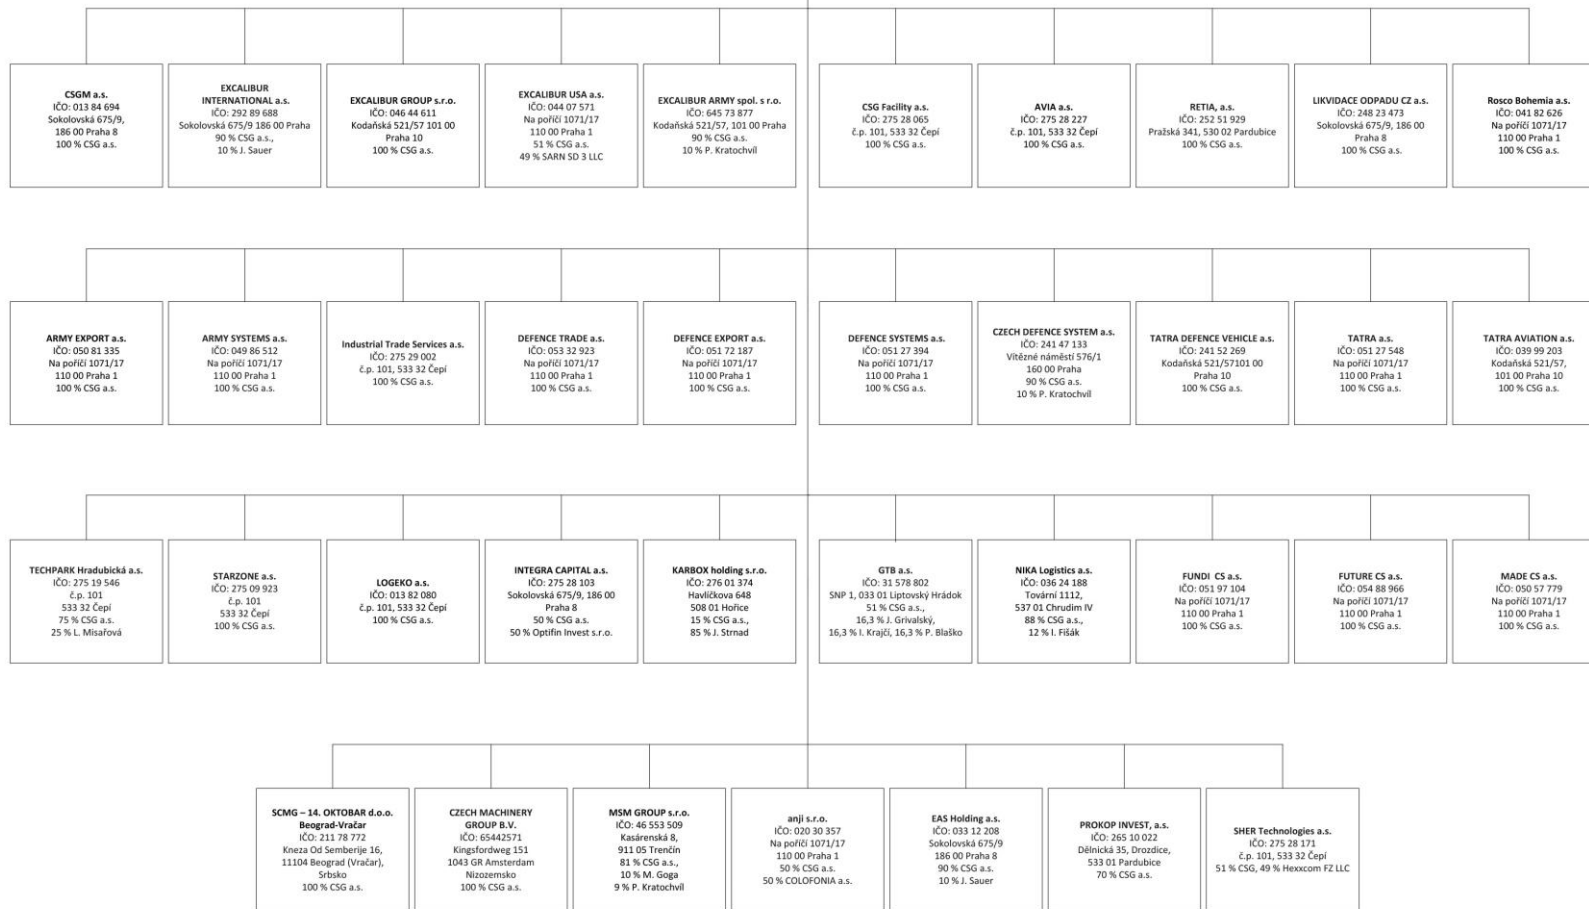 CSGM a.s.
IČO: 013 84 694
Sokolovská 675/9,
186 00 Praha 8
100 % CSG a.s.
EXCALIBUR
INTERNATIONAL a.s.
IČO: 292 89 688
Sokolovská 675/9 186 00 Praha
90 % CSG a.s.,
10 % J. Sauer
EXCALIBUR GROUP s.r.o.
IČO: 046 44 611
Kodaňská 521/57 101 00
Praha 10
100 % CSG a.s.
EXCALIBUR USA a.s.
IČO: 044 07 571
Na poříčí 1071/17
110 00 Praha 1
51 % CSG a.s.
49 % SARN SD 3 LLC
EXCALIBUR ARMY spol. s r.o.
IČO: 645 73 877
Kodaňská 521/57, 101 00 Praha
90 % CSG a.s.
10 % P. Kratochvíl
CSG Facility a.s.
IČO: 275 28 065
č.p. 101, 533 32 Čepí
100 % CSG a.s.
AVIA a.s.
IČO: 275 28 227
č.p. 101, 533 32 Čepí
100 % CSG a.s.
RETIA, a.s.
IČO: 252 51 929
Pražská 341, 530 02 Pardubice
100 % CSG a.s.
LIKVIDACE ODPADU CZ a.s.
IČO: 248 23 473
Sokolovská 675/9, 186 00
Praha 8
100 % CSG a.s.
Rosco Bohemia a.s.
IČO: 041 82 626
Na poříčí 1071/17
110 00 Praha 1
100 % CSG a.s.
ARMY EXPORT a.s.
IČO: 050 81 335
Na poříčí 1071/17
110 00 Praha 1
100 % CSG a.s.
ARMY SYSTEMS a.s.
IČO: 049 86 512
Na poříčí 1071/17
110 00 Praha 1
100 % CSG a.s.
Industrial Trade Services a.s.
IČO: 275 29 002
č.p. 101, 533 32 Čepí
100 % CSG a.s.
DEFENCE TRADE a.s.
IČO: 053 32 923
Na poříčí 1071/17
110 00 Praha 1
100 % CSG a.s.
DEFENCE EXPORT a.s.
IČO: 051 72 187
Na poříčí 1071/17
110 00 Praha 1
100 % CSG a.s.
DEFENCE SYSTEMS a.s.
IČO: 051 27 394
Na poříčí 1071/17
110 00 Praha 1
100 % CSG a.s.
CZECH DEFENCE SYSTEM a.s.
IČO: 241 47 133
Vítězné náměstí 576/1
160 00 Praha
90 % CSG a.s.
10 % P. Kratochvíl
TATRA DEFENCE VEHICLE a.s.
IČO: 241 52 269
Kodaňská 521/57101 00
Praha 10
100 % CSG a.s.
TATRA a.s.
IČO: 051 27 548
Na poříčí 1071/17
110 00 Praha 1
100 % CSG a.s.
TATRA AVIATION a.s.
IČO: 039 99 203
Kodaňská 521/57,
101 00 Praha 10
100 % CSG a.s.
TECHPARK Hradubická a.s.
IČO: 275 19 546
č.p. 101
533 32 Čepí
75 % CSG a.s.
25 % L. Misařová
STARZONE a.s.
IČO: 275 09 923
č.p. 101
533 32 Čepí
100 % CSG a.s.
LOGEKO a.s.
IČO: 013 82 080
č.p. 101, 533 32 Čepí
100 % CSG a.s.
INTEGRA CAPITAL a.s.
IČO: 275 28 103
Sokolovská 675/9, 186 00
Praha 8
50 % CSG a.s.
50 % Optifin Invest s.r.o.
KARBOX holding s.r.o.
IČO: 276 01 374
Havlíčkova 648
508 01 Hořice
15 % CSG a.s.,
85 % J. Strnad
GTB a.s.
IČO: 31 578 802
SNP 1, 033 01 Liptovský Hrádok
51 % CSG a.s.,
16,3 % J. Grivalský,
16,3 % I. Krajčí, 16,3 % P. Blaško
NIKA Logistics a.s.
IČO: 036 24 188
Tovární 1112,
537 01 Chrudim IV
88 % CSG a.s.,
12 % I. Fišák
FUNDI CS a.s.
IČO: 051 97 104
Na poříčí 1071/17
110 00 Praha 1
100 % CSG a.s.
FUTURE CS a.s.
IČO: 054 88 966
Na poříčí 1071/17
110 00 Praha 1
100 % CSG a.s.
MADE CS a.s.
IČO: 050 57 779
Na poříčí 1071/17
110 00 Praha 1
100 % CSG a.s.
SCMG – 14. OKTOBAR d.o.o.
Beograd-Vračar
IČO: 211 78 772
Kneza Od Semberije 16,
11104 Beograd (Vračar),
Srbsko
100 % CSG a.s.
CZECH MACHINERY
GROUP B.V.
IČO: 65442571
Kingsfordweg 151
1043 GR Amsterdam
Nizozemsko
100 % CSG a.s.
MSM GROUP s.r.o.
IČO: 46 553 509
Kasárenská 8,
911 05 Trenčín
81 % CSG a.s.,
10 % M. Goga
9 % P. Kratochvíl
anji s.r.o.
IČO: 020 30 357
Na poříčí 1071/17
110 00 Praha 1
50 % CSG a.s.
50 % COLOFONIA a.s.
EAS Holding a.s.
IČO: 033 12 208
Sokolovská 675/9
186 00 Praha 8
90 % CSG a.s.
10 % J. Sauer
PROKOP INVEST, a.s.
IČO: 265 10 022
Dělnická 35, Drozdice,
533 01 Pardubice
70 % CSG a.s.
SHER Technologies a.s.
IČO: 275 28 171
č.p. 101, 533 32 Čepí
51 % CSG, 49 % Hexxcom FZ LLC